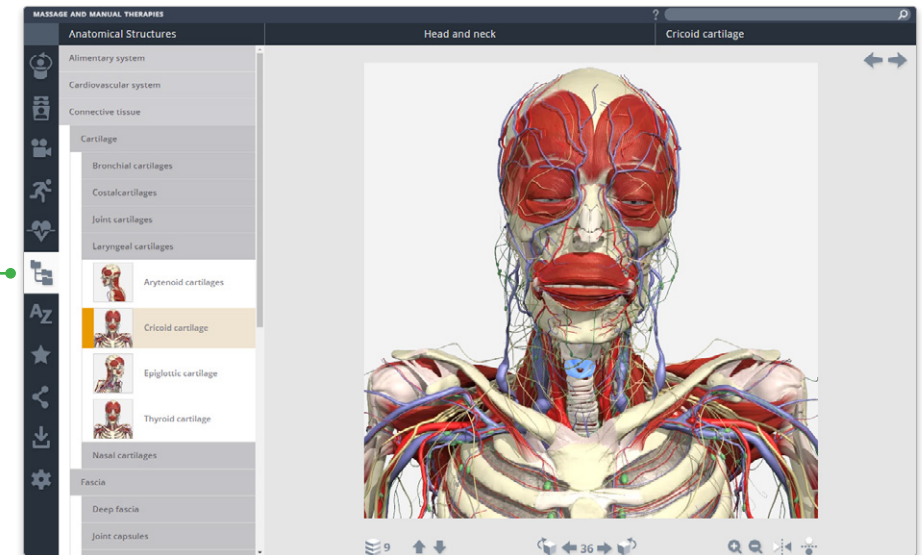 MASSAGE AND MANUAL THERAPIES
?
Anatomical Structures
Head and neck
Cricoid cartilage
Alimentary system
Cardiovascular system
Connective tissue
Cartilage
Bronchial cartilages
Costalcartilages
Joint cartilages
Laryngeal cartilages
Arytenoid cartilages
Cricoid cartilage
Epiglottic cartilage
Thyroid cartilage
Nasal cartilages
Fascia
Deep fascia
Joint capsules
AZ
9
36